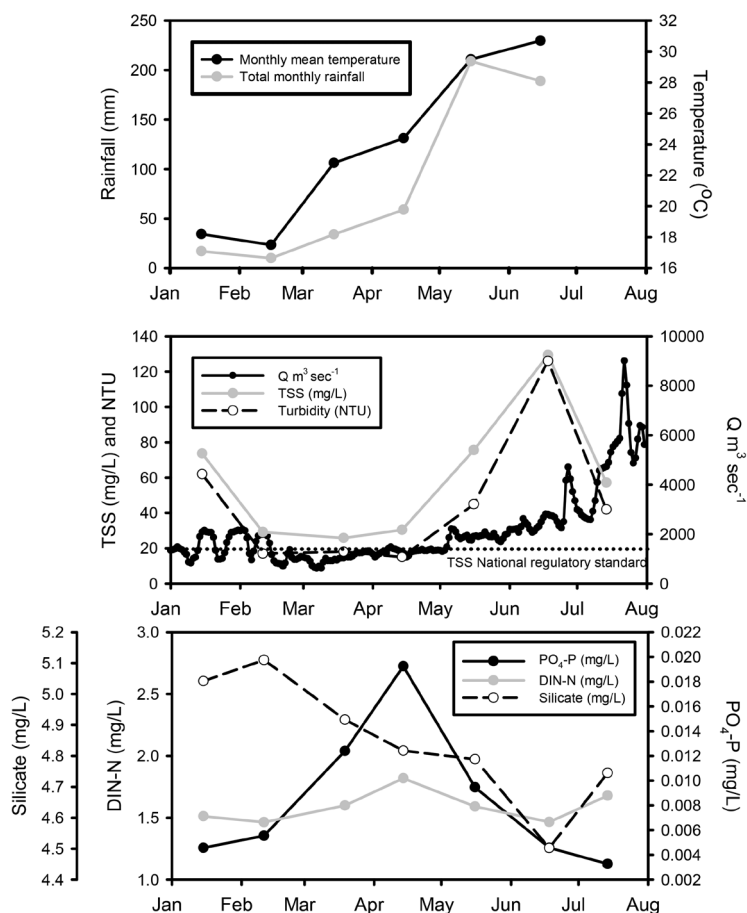 250
200
150
100
50
0
Rainfall (mm)
Monthly mean temperature
Total monthly rainfall
32
30
28
26
24
22
20
18
16
Temperature (⁰C)
Jan Feb Mar Apr May Jun Jul Aug
140
120
100
80
60
40
20
0
TSS (mg/L) and NTU
Q m³ sec⁻¹
TSS (mg/L)
Turbidity (NTU)
TSS National regulatory standard
10000
8000
6000
4000
2000
0
Q m³ sec⁻¹
Jan Feb Mar Apr May Jun Jul Aug
5.2
5.1
5.0
4.9
4.8
4.7
4.6
4.5
4.4
Silicate (mg/L)
3.0
2.5
2.0
1.5
1.0
DIN-N (mg/L)
PO₄-P (mg/L)
DIN-N (mg/L)
Silicate (mg/L)
0.022
0.020
0.018
0.016
0.014
0.012
0.010
0.008
0.006
0.004
0.002
PO₄-P (mg/L)
Jan Feb Mar Apr May Jun Jul Aug